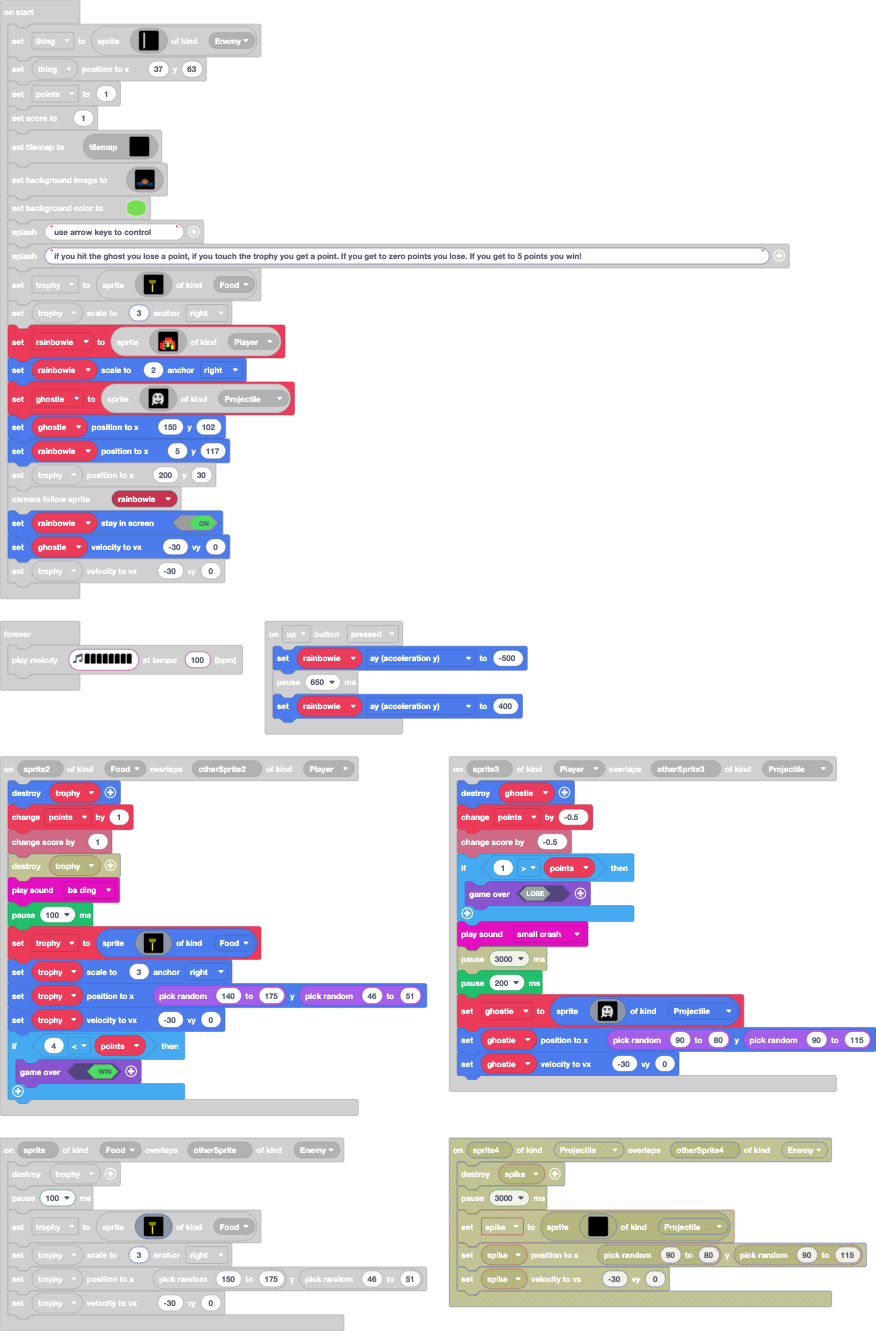 on start
set thing to sprite of kind Enemy
set thing position to x 37 y 63
set points to 1
set score to 1
set tilemap to tilemap
set background image to
set background color to
splash "use arrow keys to control"
splash "if you hit the ghost you lose a point, if you touch the trophy you get a point. If you get to zero points you lose. If you get to 5 points you win!"
set trophy to sprite of kind Food
set trophy scale to 3 anchor right
set rainbowie to sprite of kind Player
set rainbowie scale to 2 anchor right
set ghostie to sprite of kind Projectile
set ghostie position to x 150 y 102
set rainbowie position to x 5 y 117
set trophy position to x 200 y 30
camera follow sprite rainbowie
set rainbowie stay in screen ON
set ghostie velocity to vx -30 vy 0
set trophy velocity to vx -30 vy 0
forever
play melody at tempo 100 (bpm)
on up button pressed
set rainbowie ay (acceleration y) to -500
pause 650 ms
set rainbowie ay (acceleration y) to 400
on sprite2 of kind Food overlaps otherSprite2 of kind Player
destroy trophy
change points by 1
change score by 1
destroy trophy
play sound ba ding
pause 100 ms
set trophy to sprite of kind Food
set trophy scale to 3 anchor right
set trophy position to x pick random 140 to 175 y pick random 46 to 51
set trophy velocity to vx -30 vy 0
if 4 < points then
game over WIN
on sprite3 of kind Player overlaps otherSprite3 of kind Projectile
destroy ghostie
change points by -0.5
change score by -0.5
if 1 > points then
game over LOSE
play sound small crash
pause 3000 ms
pause 200 ms
set ghostie to sprite of kind Projectile
set ghostie position to x pick random 90 to 80 y pick random 90 to 115
set ghostie velocity to vx -30 vy 0
on sprite of kind Food overlaps otherSprite of kind Enemy
destroy trophy
pause 100 ms
set trophy to sprite of kind Food
set trophy scale to 3 anchor right
set trophy position to x pick random 150 to 175 y pick random 46 to 51
set trophy velocity to vx -30 vy 0
on sprite4 of kind Projectile overlaps otherSprite4 of kind Enemy
destroy spike
pause 3000 ms
set spike to sprite of kind Projectile
set spike position to x pick random 90 to 80 y pick random 90 to 115
set spike velocity to vx -30 vy 0